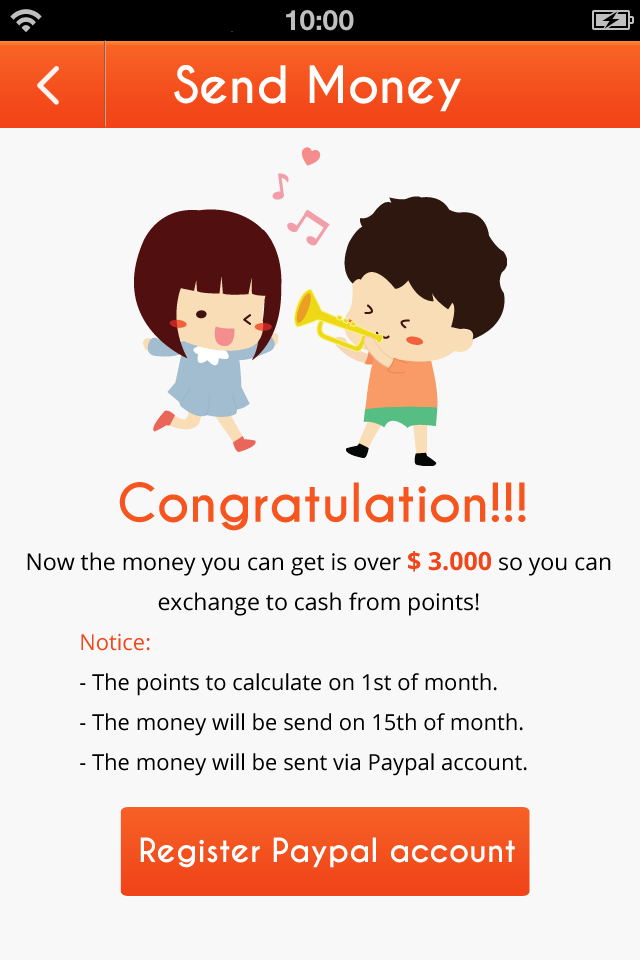 10:00
Send Money
Congratulation!!!
Now the money you can get is over $ 3.000 so you can
exchange to cash from points!
Notice:
- The points to calculate on 1st of month.
- The money will be send on 15th of month.
- The money will be sent via Paypal account.
Register Paypal account